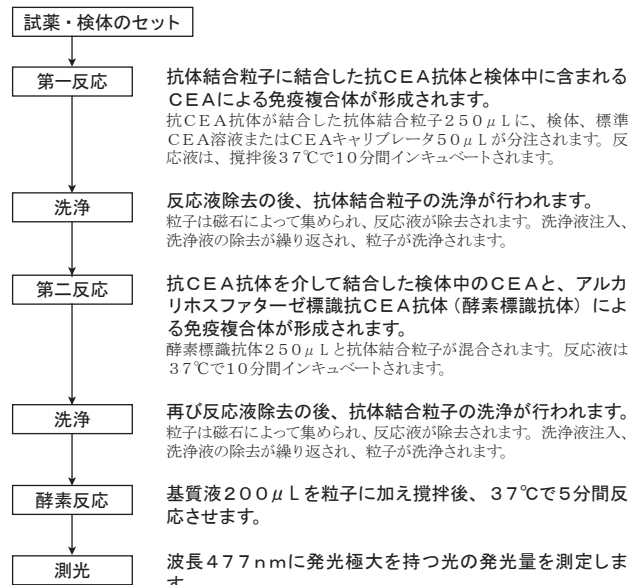 試薬・検体のセット
第一反応
抗体結合粒子に結合した抗CEA抗体と検体中に含まれる
CEAによる免疫複合体が形成されます。
抗CEA抗体が結合した抗体結合粒子250μLに、検体、標準
CEA溶液またはCEAキャリブレータ50μLが分注されます。反
応液は、撹拌後37℃で10分間インキュベートされます。
洗浄
反応液除去の後、抗体結合粒子の洗浄が行われます。
粒子は磁石によって集められ、反応液が除去されます。洗浄液注入、
洗浄液の除去が繰り返され、粒子が洗浄されます。
第二反応
抗CEA抗体を介して結合した検体中のCEAと、アルカ
リホスファターゼ標識抗CEA抗体(酵素標識抗体)によ
る免疫複合体が形成されます。
酵素標識抗体250μLと抗体結合粒子が混合されます。反応液は
37℃で10分間インキュベートされます。
洗浄
再び反応液除去の後、抗体結合粒子の洗浄が行われます。
粒子は磁石によって集められ、反応液が除去されます。洗浄液注入、
洗浄液の除去が繰り返され、粒子が洗浄されます。
酵素反応
基質液200μLを粒子に加え撹拌後、37℃で5分間反
応させます。
測光
波長477nmに発光極大を持つ光の発光量を測定しま
す。